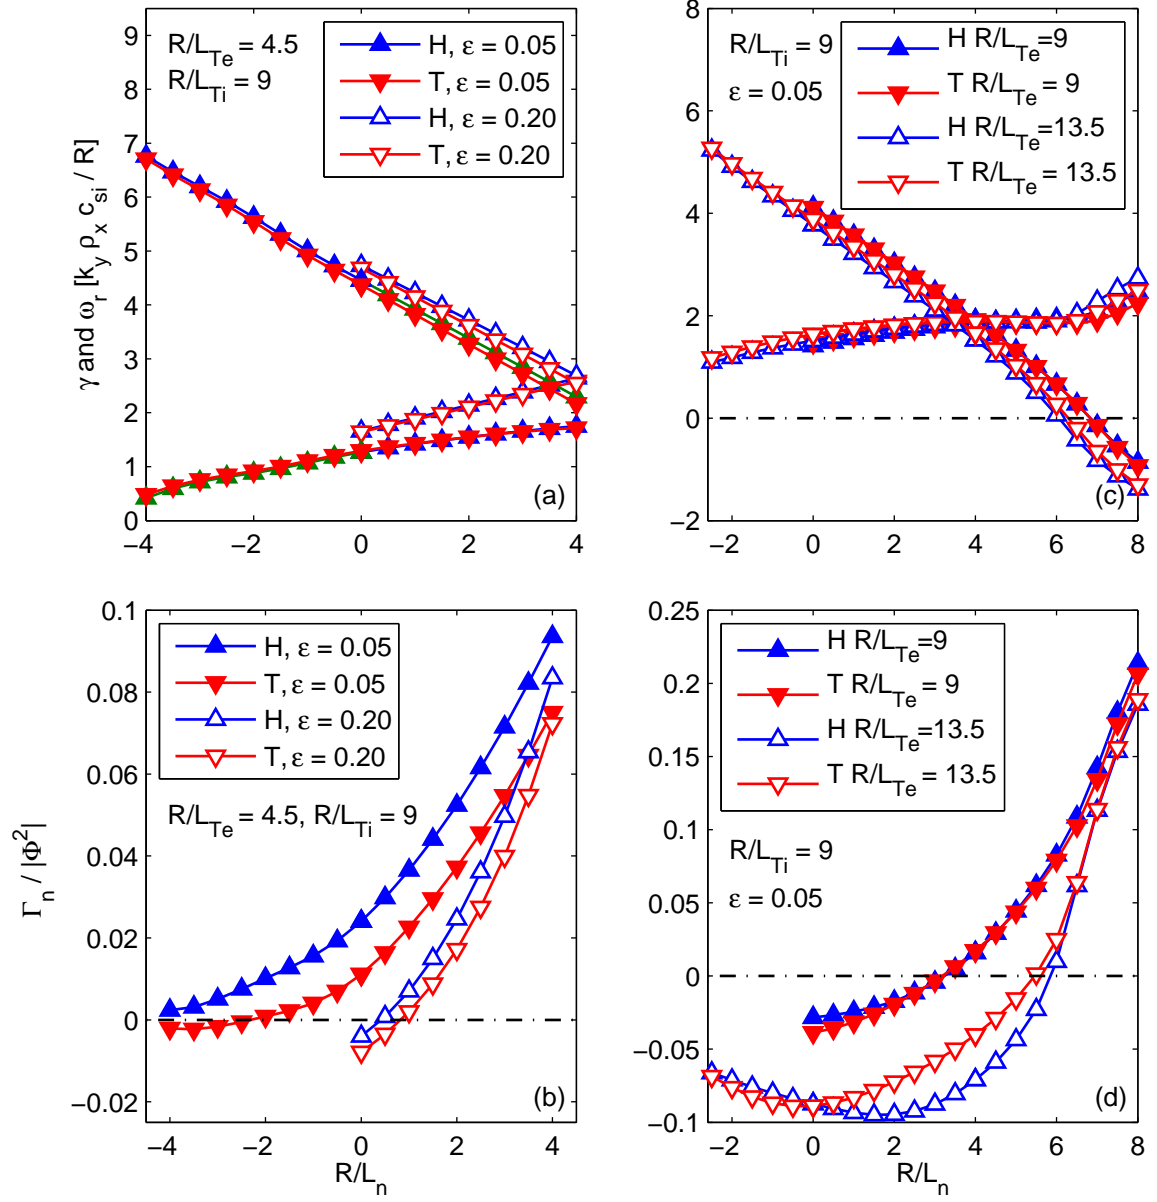 γ and ω_r [k_y ρ_x c_si / R]
9
8
7
6
5
4
3
2
1
0
R/L_Te = 4.5
R/L_Ti = 9
H, ε = 0.05
T, ε = 0.05
H, ε = 0.20
T, ε = 0.20
(a)
−4 −2 0 2 4
8
6
4
2
0
−2
R/L_Ti = 9
ε = 0.05
H R/L_Te=9
T R/L_Te = 9
H R/L_Te=13.5
T R/L_Te = 13.5
(c)
−2 0 2 4 6 8
Γ_n / |Φ^2|
0.1
0.08
0.06
0.04
0.02
0
−0.02
H, ε = 0.05
T, ε = 0.05
H, ε = 0.20
T, ε = 0.20
R/L_Te = 4.5, R/L_Ti = 9
(b)
−4 −2 0 2 4
R/L_n
0.25
0.2
0.15
0.1
0.05
0
−0.05
−0.1
H R/L_Te=9
T R/L_Te = 9
H R/L_Te=13.5
T R/L_Te = 13.5
R/L_Ti = 9
ε = 0.05
(d)
−2 0 2 4 6 8
R/L_n